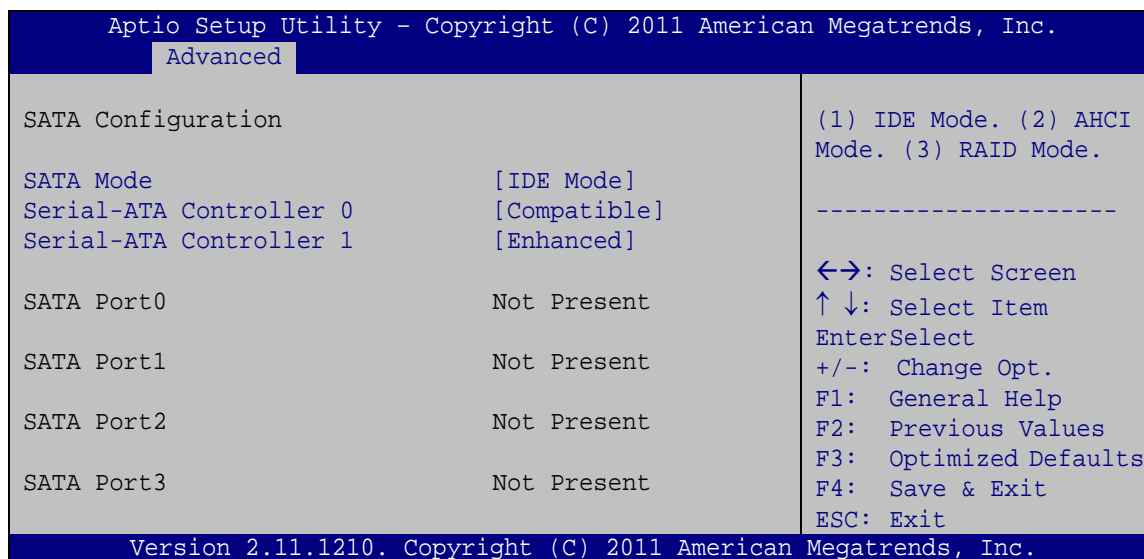 Aptio Setup Utility – Copyright (C) 2011 American Megatrends, Inc.
Advanced
SATA Configuration
SATA Mode [IDE Mode]
Serial-ATA Controller 0 [Compatible]
Serial-ATA Controller 1 [Enhanced]
SATA Port0 Not Present
SATA Port1 Not Present
SATA Port2 Not Present
SATA Port3 Not Present
(1) IDE Mode. (2) AHCI
Mode. (3) RAID Mode.
---------------------
←→: Select Screen
↑ ↓: Select Item
EnterSelect
+/-: Change Opt.
F1: General Help
F2: Previous Values
F3: Optimized Defaults
F4: Save & Exit
ESC: Exit
Version 2.11.1210. Copyright (C) 2011 American Megatrends, Inc.